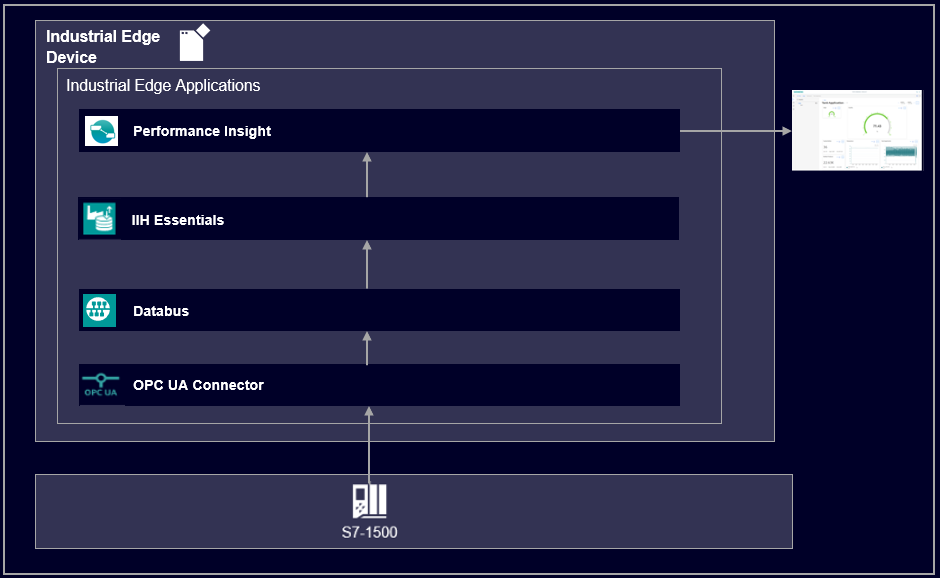 Industrial Edge
Device
Industrial Edge Applications
Performance Insight
IIH Essentials
Databus
OPC UA
OPC UA Connector
S7-1500